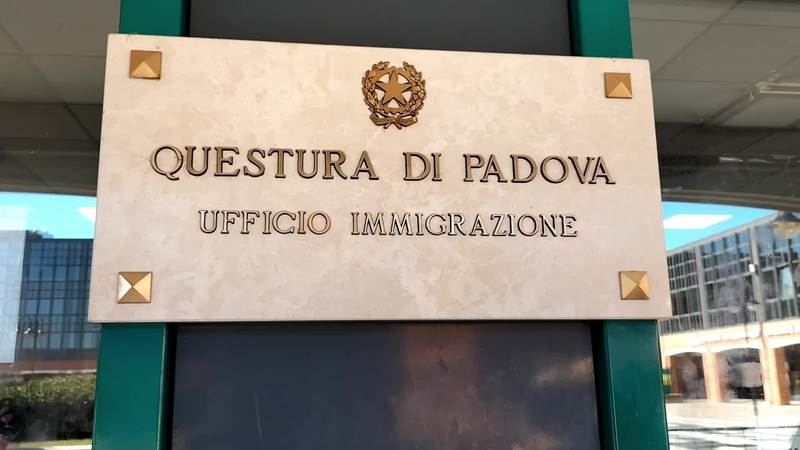 QUESTURA DI PADOVA
UFFICIO IMMIGRAZIONE